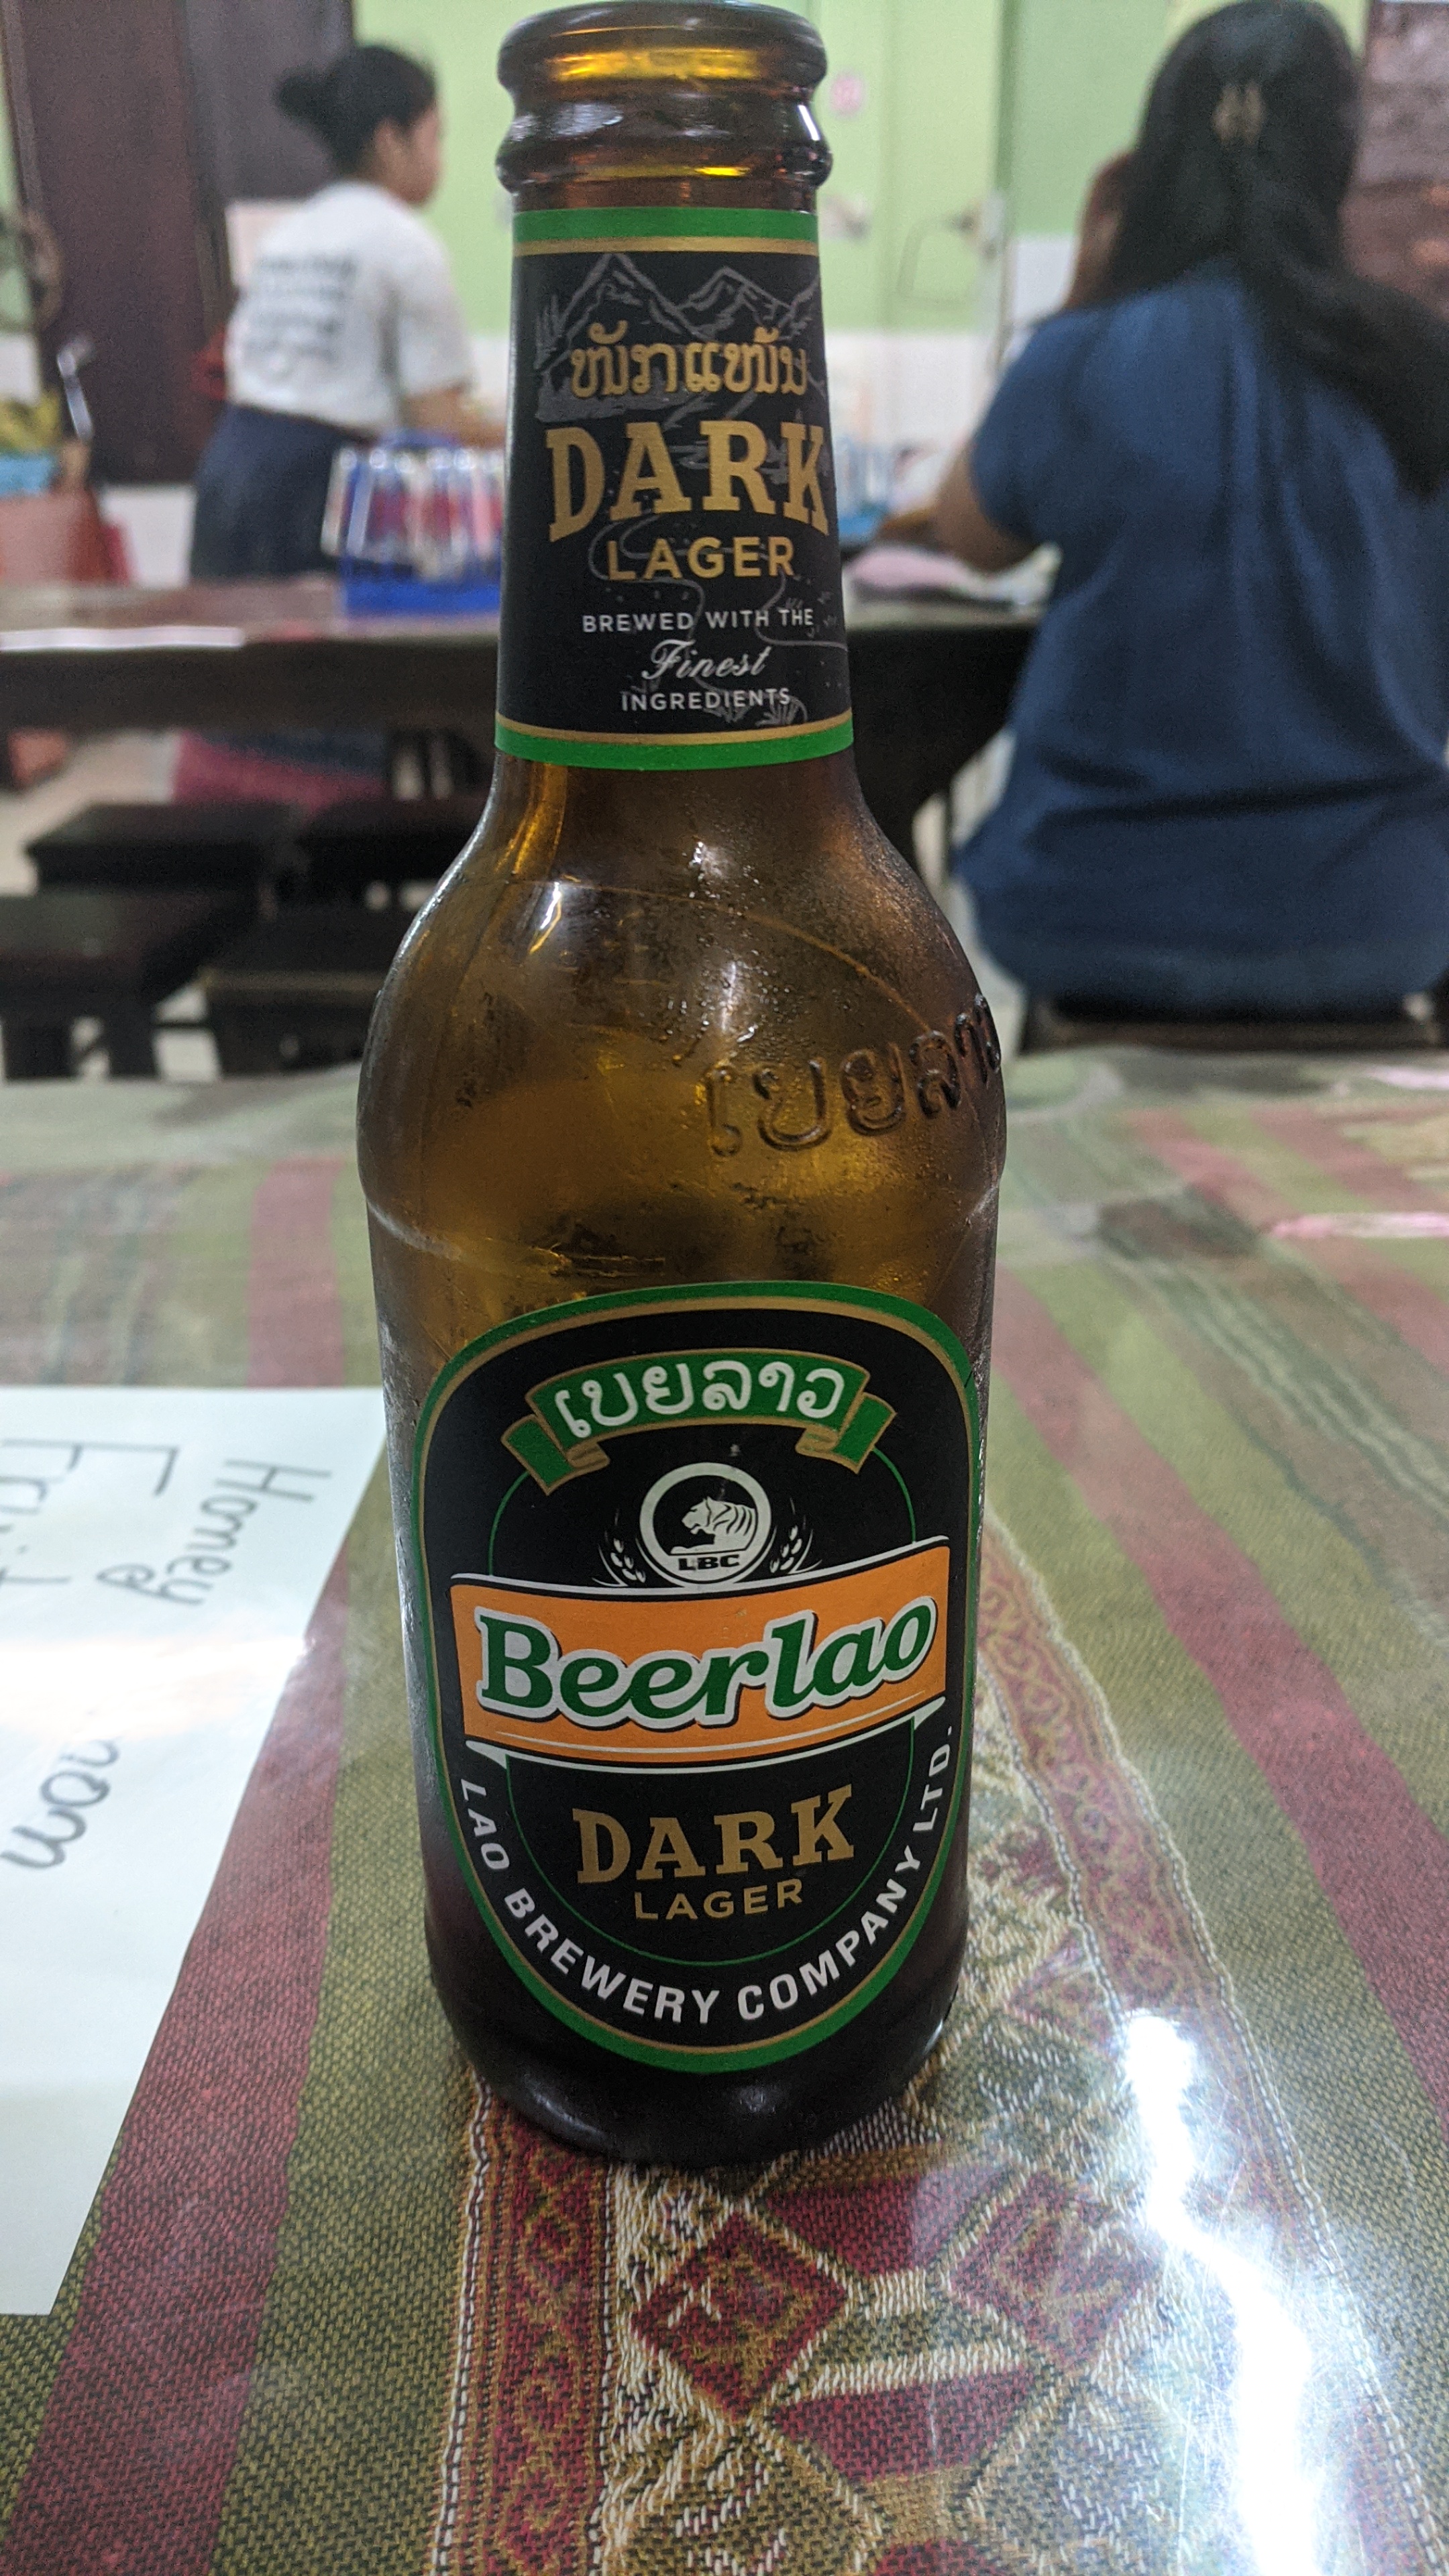 ໜັກແໜ້ນ
DARK
LAGER
BREWED WITH THE
Finest
INGREDIENTS
ເບຍລາວ
ເບຍລາວ
LBC
Beerlao
DARK
LAGER
LAO BREWERY COMPANY LTD.
Honey